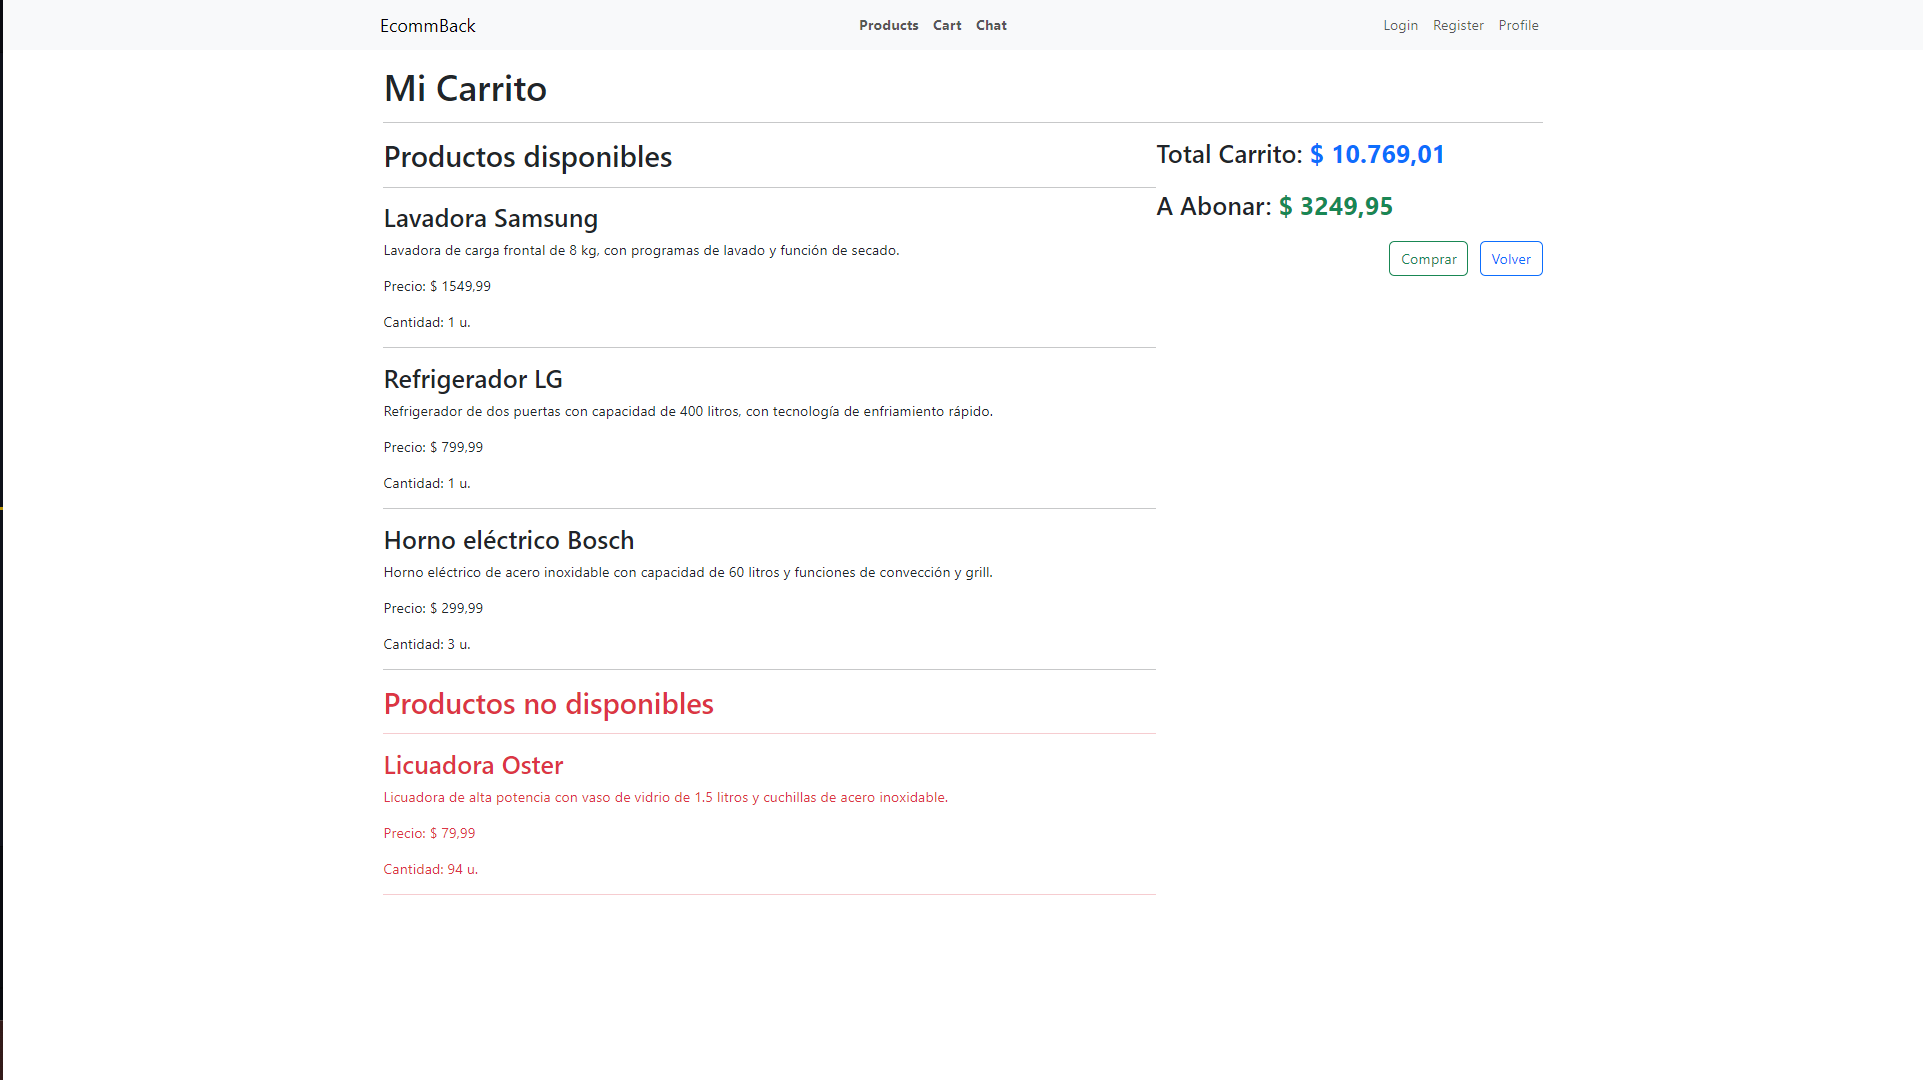 EcommBack
Products Cart Chat
Login Register Profile
Mi Carrito
Productos disponibles
Lavadora Samsung
Lavadora de carga frontal de 8 kg, con programas de lavado y función de secado.
Precio: $ 1549,99
Cantidad: 1 u.
Refrigerador LG
Refrigerador de dos puertas con capacidad de 400 litros, con tecnología de enfriamiento rápido.
Precio: $ 799,99
Cantidad: 1 u.
Horno eléctrico Bosch
Horno eléctrico de acero inoxidable con capacidad de 60 litros y funciones de convección y grill.
Precio: $ 299,99
Cantidad: 3 u.
Productos no disponibles
Licuadora Oster
Licuadora de alta potencia con vaso de vidrio de 1.5 litros y cuchillas de acero inoxidable.
Precio: $ 79,99
Cantidad: 94 u.
Total Carrito: $ 10.769,01
A Abonar: $ 3249,95
Comprar Volver